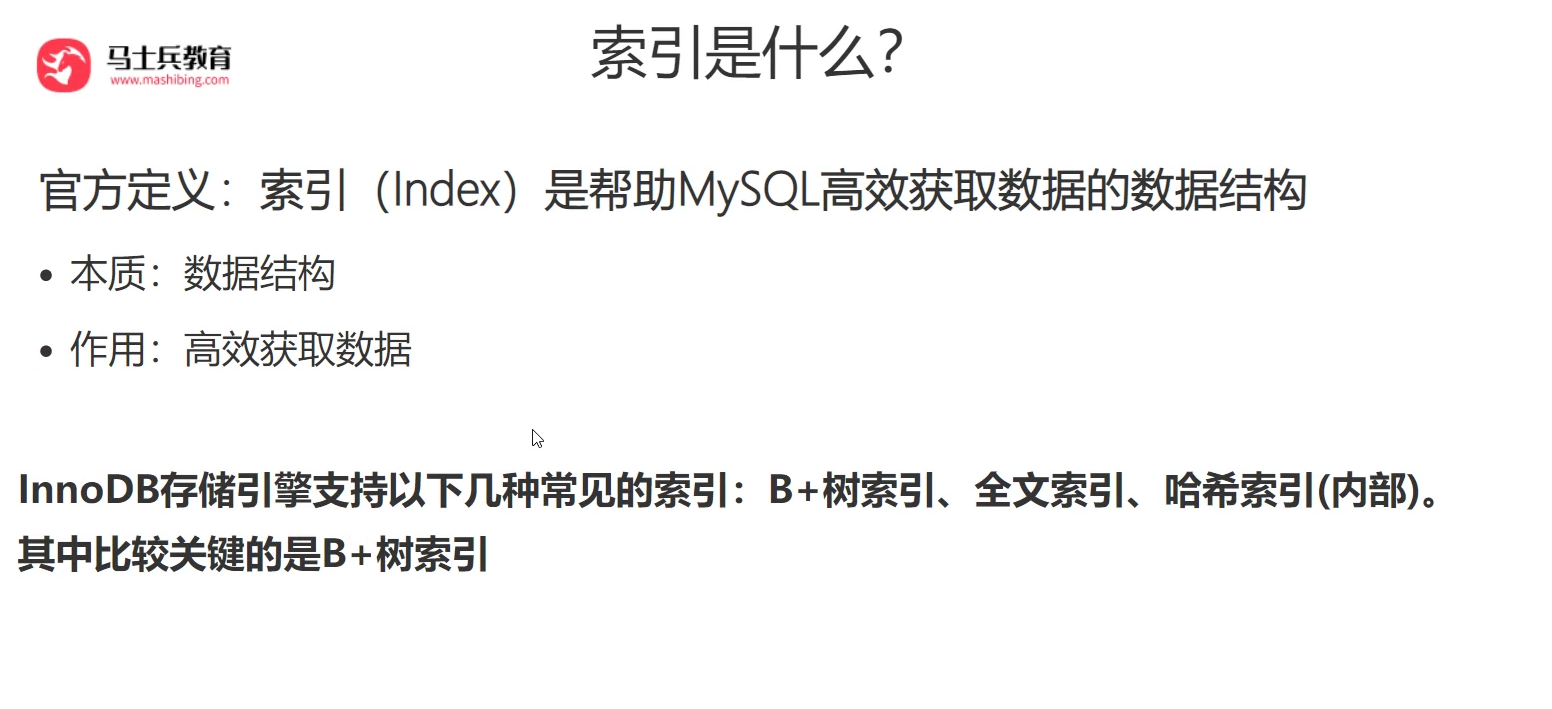 马士兵教育
www.mashibing.com
索引是什么？
官方定义：索引（Index）是帮助MySQL高效获取数据的数据结构
• 本质：数据结构
• 作用：高效获取数据
InnoDB存储引擎支持以下几种常见的索引：B+树索引、全文索引、哈希索引(内部)。
其中比较关键的是B+树索引